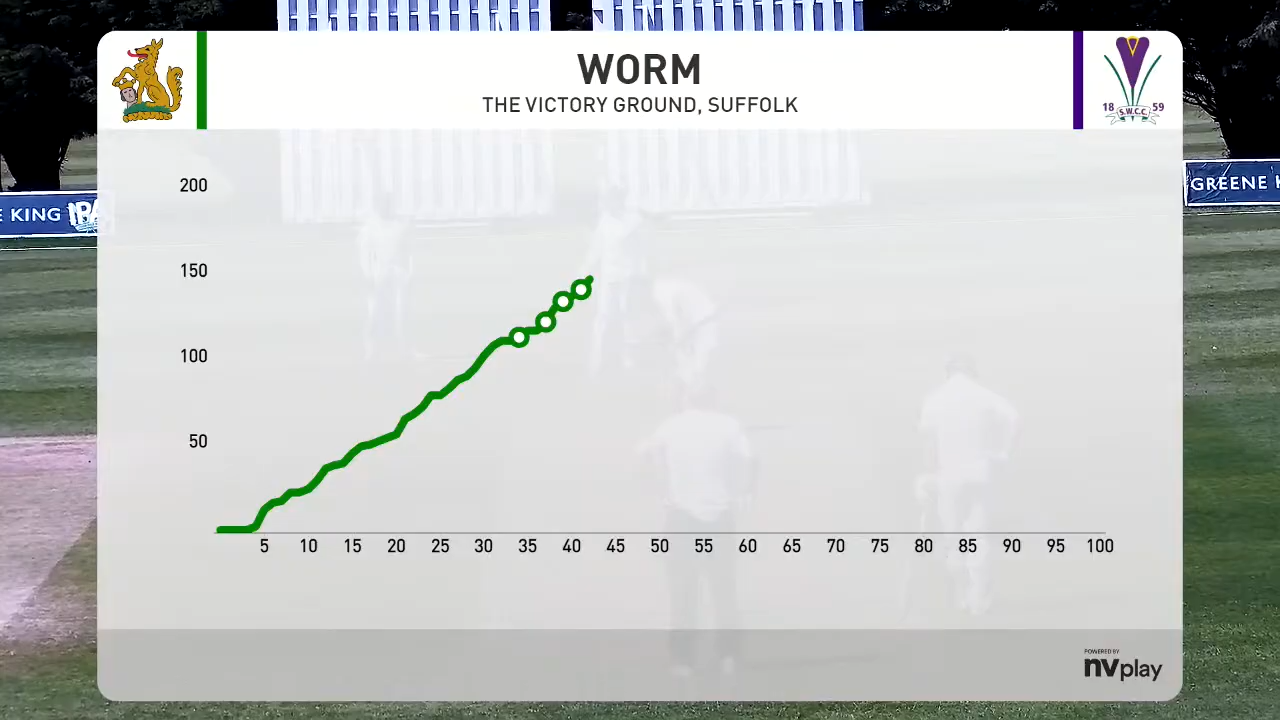 WORM
THE VICTORY GROUND, SUFFOLK
18 59
S.W.C.C.
E KING IPA
GREENE K
200
150
100
50
5 10 15 20 25 30 35 40 45 50 55 60 65 70 75 80 85 90 95 100
POWERED BY
nvplay